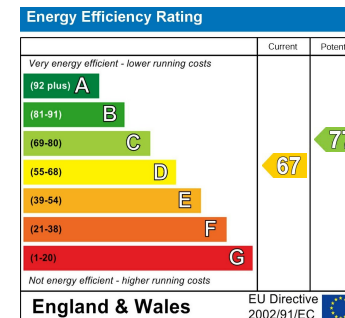 Energy Efficiency Rating
Current Potent
Very energy efficient - lower running costs
(92 plus) A
(81-91) B
(69-80) C 77
(55-68) D 67
(39-54) E
(21-38) F
(1-20) G
Not energy efficient - higher running costs
England & Wales
EU Directive
2002/91/EC